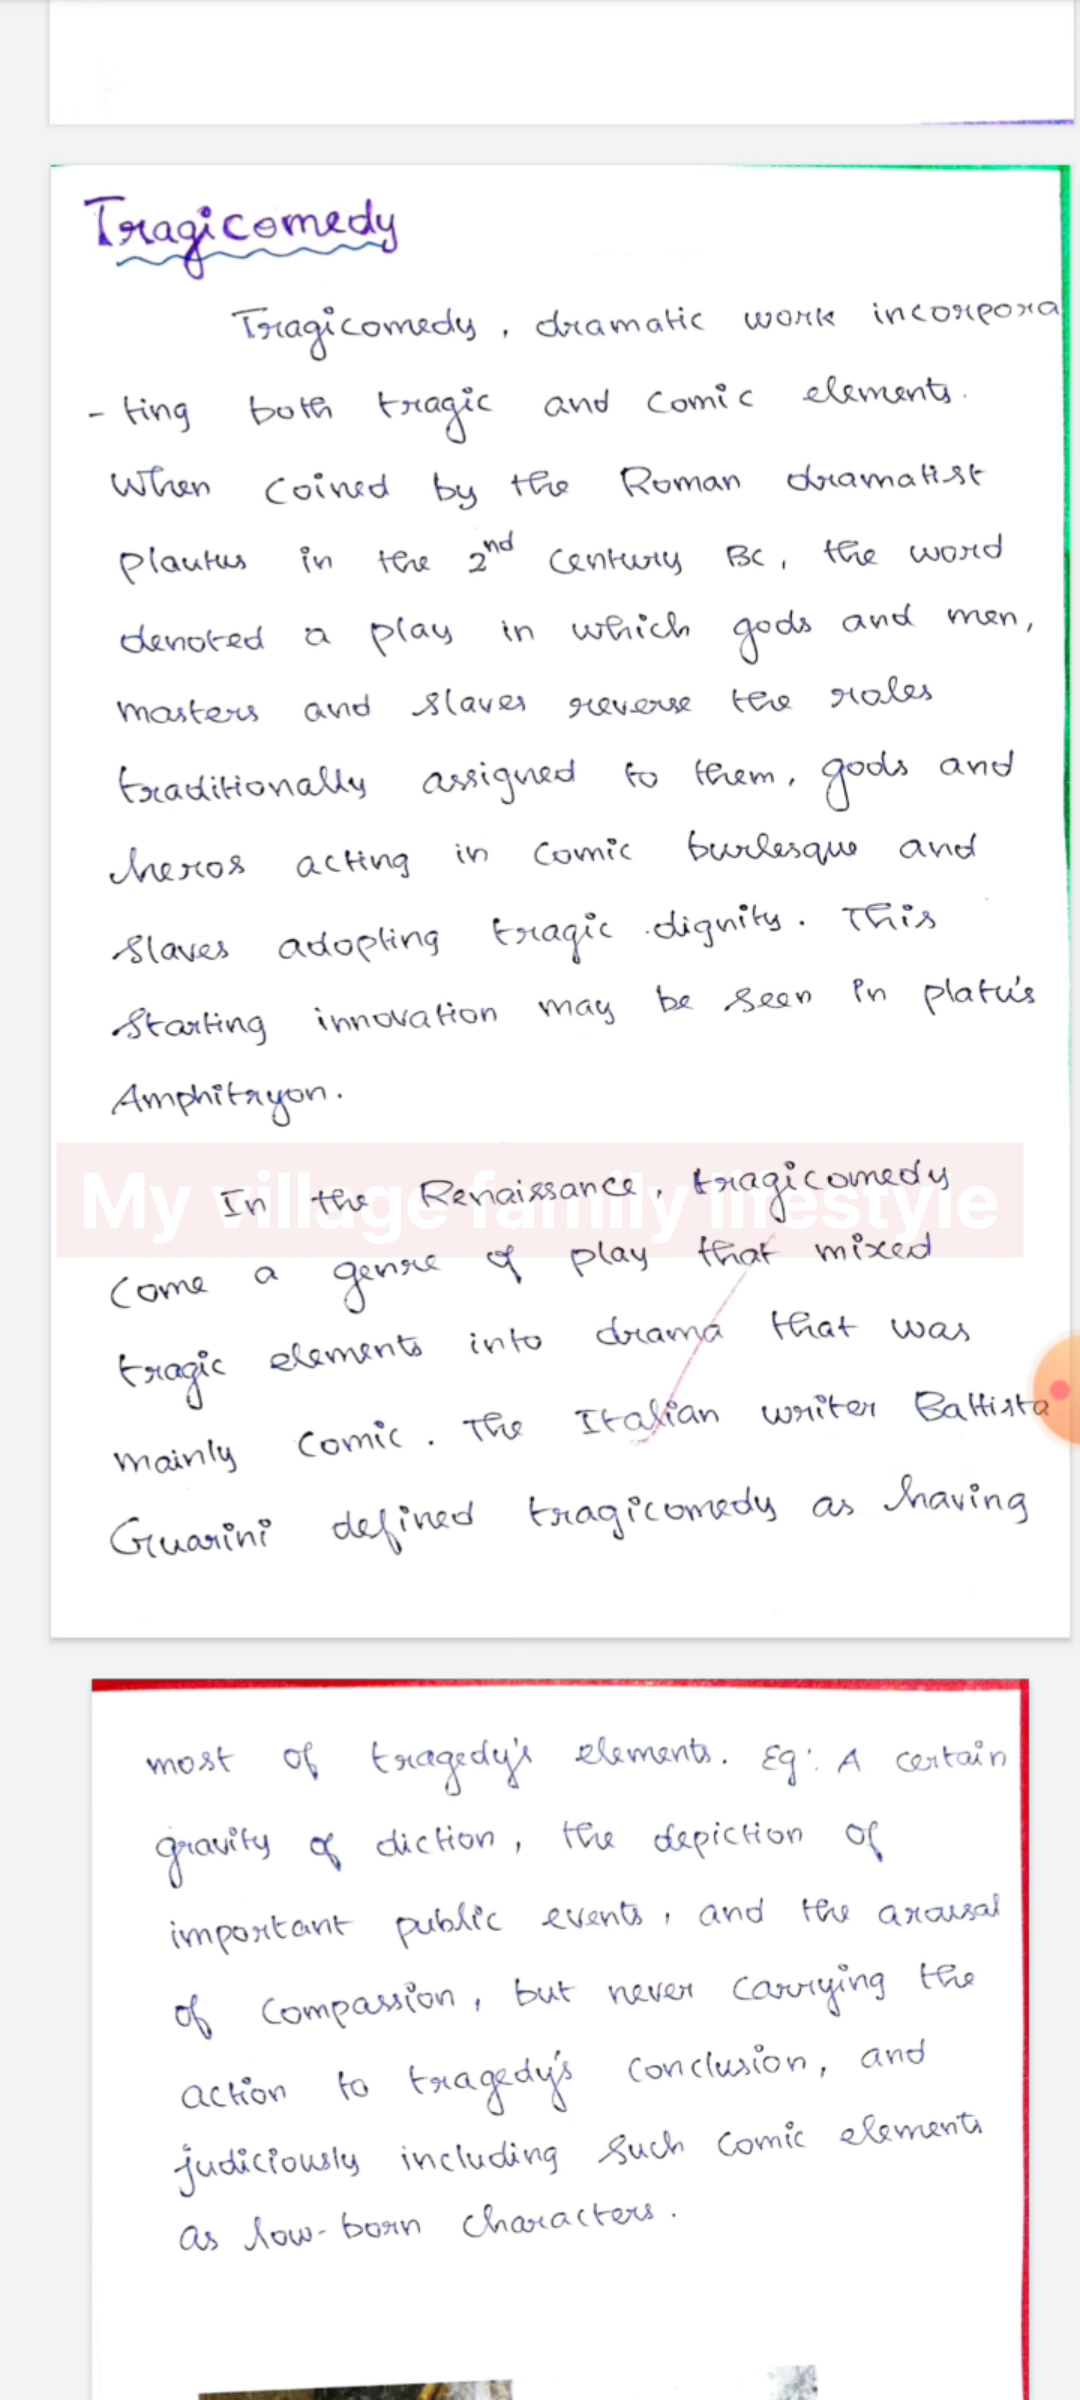 Tragicomedy
Tragicomedy, dramatic work incorpora
- ting both tragic and comic elements.
When coined by the Roman dramatist
plautus in the 2nd century BC, the word
denoted a play in which gods and men,
masters and slaves reverse the roles
traditionally assigned to them, gods and
heros acting in comic burlesque and
slaves adopting tragic dignity. This
starting innovation may be seen in platu's
Amphitryon.
My village family lifestyle
In the Renaissance, tragicomedy
come a genre of play that mixed
tragic elements into drama that was
mainly comic. The Italian writer Battista
Guarini defined tragicomedy as having
most of tragedy's elements. Eg: A certain
gravity of diction, the depiction of
important public events, and the arousal
of compassion, but never carrying the
action to tragedy's conclusion, and
judiciously including such comic elements
as low-born characters.